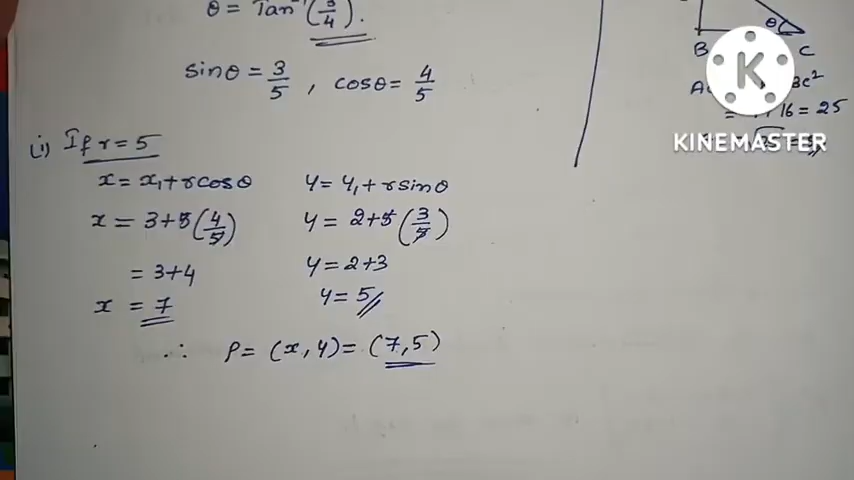 θ = Tan⁻¹(3/4).
sinθ = 3/5 , cosθ = 4/5
(i) If r = 5
x = x₁ + r cosθ    y = y₁ + r sinθ
x = 3+5(4/5)    y = 2+5(3/5)
= 3+4    y = 2+3
x = 7    y = 5//
∴ P = (x, y) = (7,5)
θ
B C
16 = 25
KINEMASTER